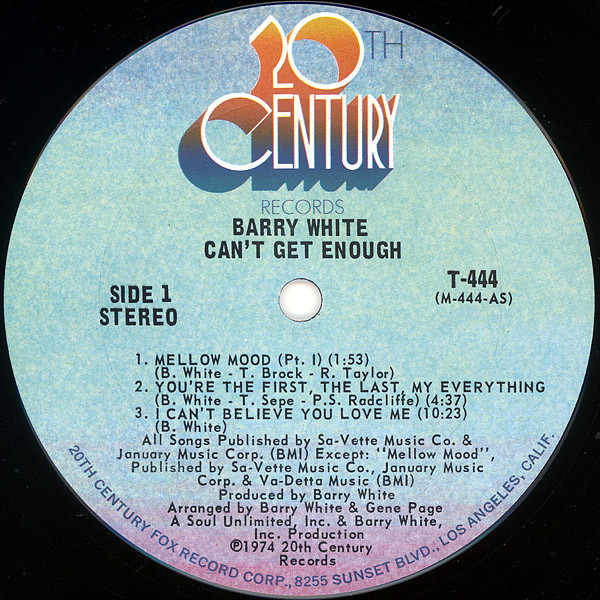 20TH
CENTURY
RECORDS
BARRY WHITE
CAN'T GET ENOUGH
SIDE 1
STEREO
T-444
(M-444-AS)
1. MELLOW MOOD (Pt. I) (1:53)
(B. White - T. Brock - R. Taylor)
2. YOU'RE THE FIRST, THE LAST, MY EVERYTHING
(B. White - T. Sepe - P.S. Radcliffe) (4:37)
3. I CAN'T BELIEVE YOU LOVE ME (10:23)
(B. White)
All Songs Published by Sa-Vette Music Co. &
January Music Corp. (BMI) Except: "Mellow Mood",
Published by Sa-Vette Music Co., January Music
Corp. & Va-Detta Music (BMI)
Produced by Barry White
Arranged by Barry White & Gene Page
A Soul Unlimited, Inc. & Barry White,
Inc. Production
℗1974 20th Century
Records
20TH CENTURY FOX RECORD CORP., 8255 SUNSET BLVD., LOS ANGELES, CALIF.